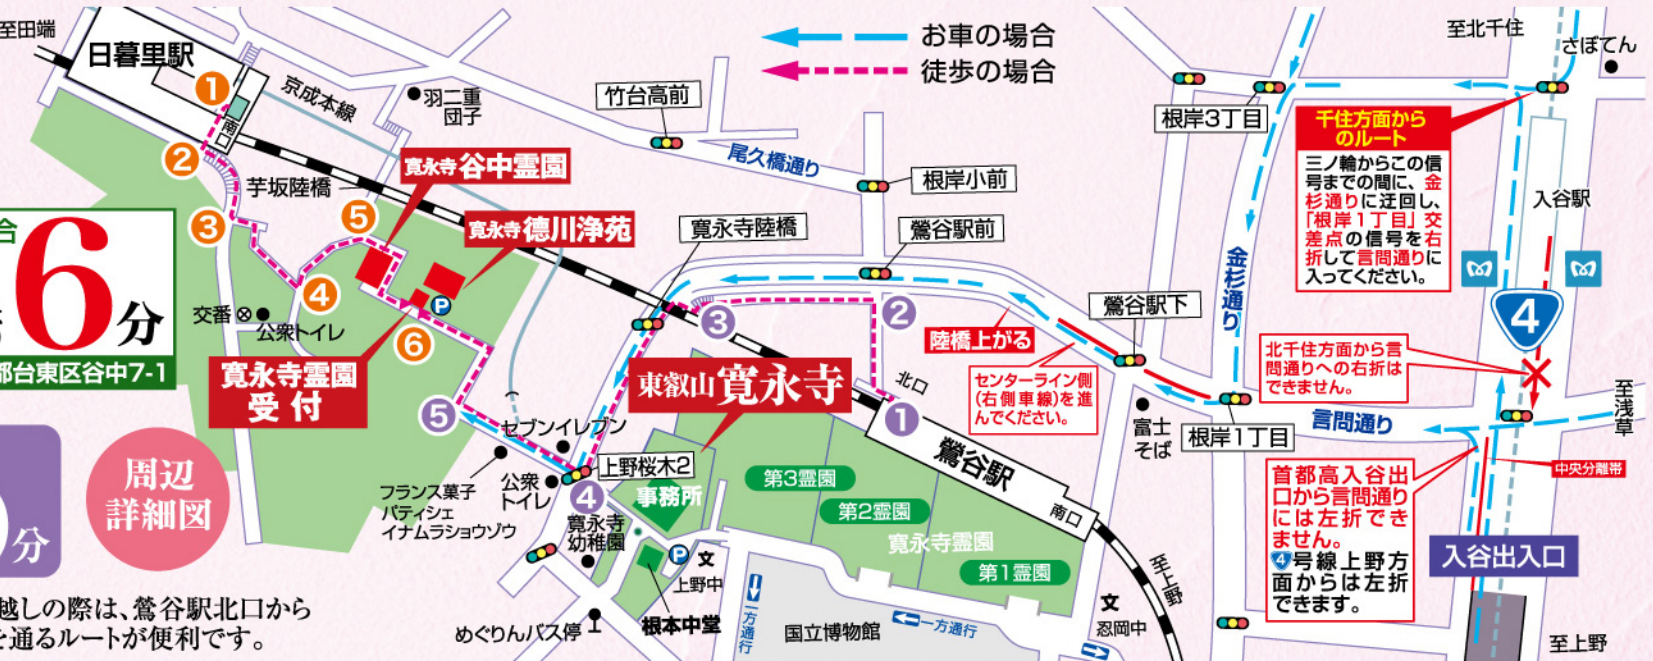 至田端
日暮里駅
1
南
2
3
4
5
6
京成本線
羽二重
団子
芋坂陸橋
寛永寺谷中霊園
寛永寺徳川浄苑
P
合
6
分
都台東区谷中7-1
交番
公衆トイレ
寛永寺霊園
受付
分
周辺
詳細図
越しの際は、鶯谷駅北口から
を通るルートが便利です。
お車の場合
徒歩の場合
竹台高前
尾久橋通り
根岸小前
鶯谷駅前
寛永寺陸橋
鶯谷駅下
陸橋上がる
センターライン側
(右側車線)を進
んでください。
富士
そば
1
2
3
4
5
北口
鶯谷駅
南口
東叡山 寛永寺
セブンイレブン
上野桜木2
公衆
トイレ
フランス菓子
パティシェ
イナムラショウゾウ
事務所
寛永寺
幼稚園
P
文
上野中
根本中堂
めぐりんバス停
第3霊園
第2霊園
寛永寺霊園
第1霊園
一方通行
国立博物館
一方通行
文
忍岡中
至上野
根岸3丁目
金杉通り
根岸1丁目
言問通り
至北千住
さぼてん
千住方面から
のルート
三ノ輪からこの信
号までの間に、金
杉通りに迂回し、
「根岸1丁目」交
差点の信号を右
折して言問通りに
入ってください。
入谷駅
4
北千住方面から言
問通りへの右折は
できません。
至浅草
中央分離帯
首都高入谷出
口から言問通り
には左折でき
ません。
4号線上野方
面からは左折
できます。
入谷出入口
至上野